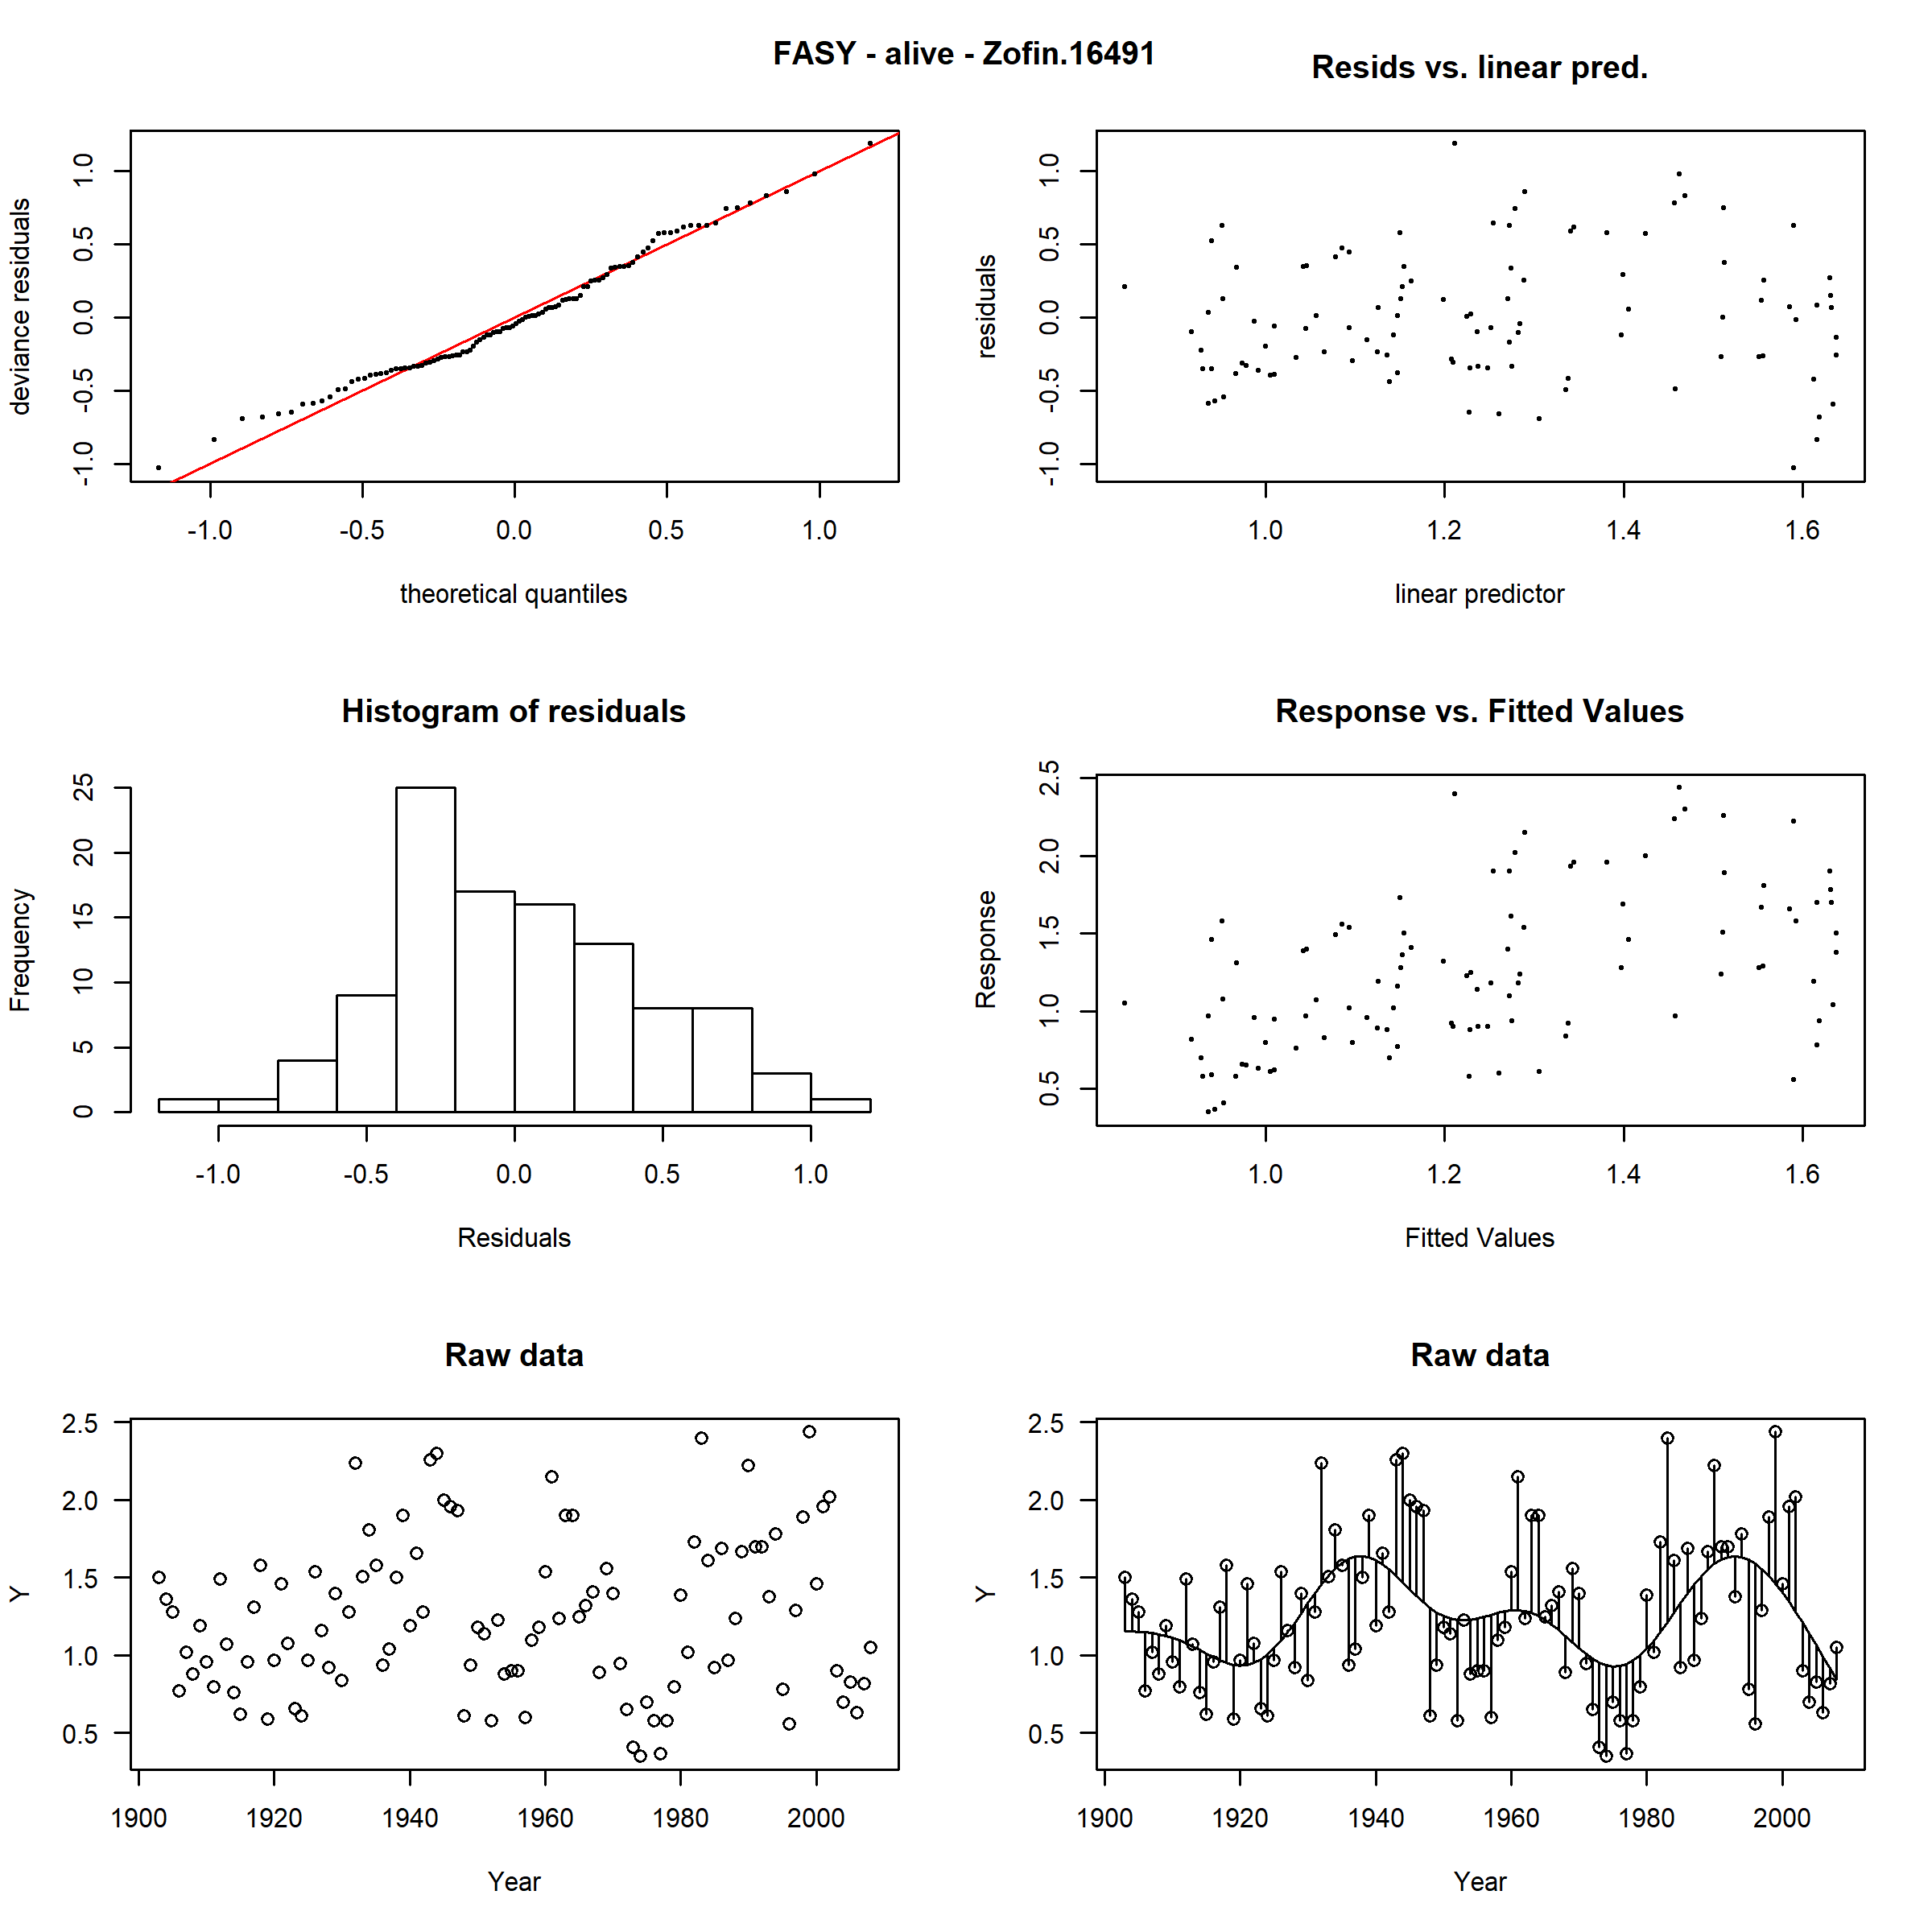 FASY - alive - Zofin.16491
Resids vs. linear pred.
deviance residuals
-1.0 -0.5 0.0 0.5 1.0
-1.0 -0.5 0.0 0.5 1.0
theoretical quantiles
residuals
-1.0 -0.5 0.0 0.5 1.0
1.0 1.2 1.4 1.6
linear predictor
Histogram of residuals
Frequency
0 5 10 15 20 25
-1.0 -0.5 0.0 0.5 1.0
Residuals
Response vs. Fitted Values
Response
0.5 1.0 1.5 2.0 2.5
1.0 1.2 1.4 1.6
Fitted Values
Raw data
Y
2.5
2.0
1.5
1.0
0.5
1900 1920 1940 1960 1980 2000
Year
Raw data
Y
2.5
2.0
1.5
1.0
0.5
1900 1920 1940 1960 1980 2000
Year